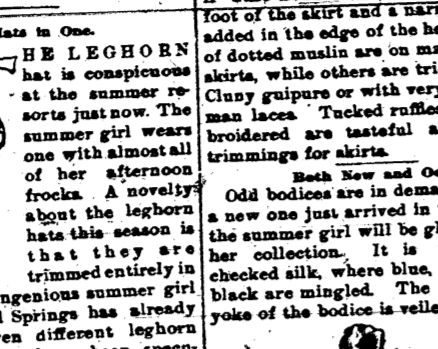 Hats in One.
THE LEGHORN
hat is conspicuous
at the summer re-
sorts just now. The
summer girl wears
one with almost all
of her afternoon
frocks. A novelty
about the leghorn
hats this season is
that they are
trimmed entirely in
ngenious summer girl
l Springs has already
en different leghorn
foot of the skirt and a nar
added in the edge of the he
of dotted muslin are on ma
skirts, while others are tri
Cluny guipure or with very
man laces. Tucked ruffle
broidered are tasteful a
trimmings for skirts.
Both New and Od
Odd bodices are in dema
a new one just arrived in
the summer girl will be gl
her collection. It is
checked silk, where blue,
black are mingled. The
yoke of the bodice is veile